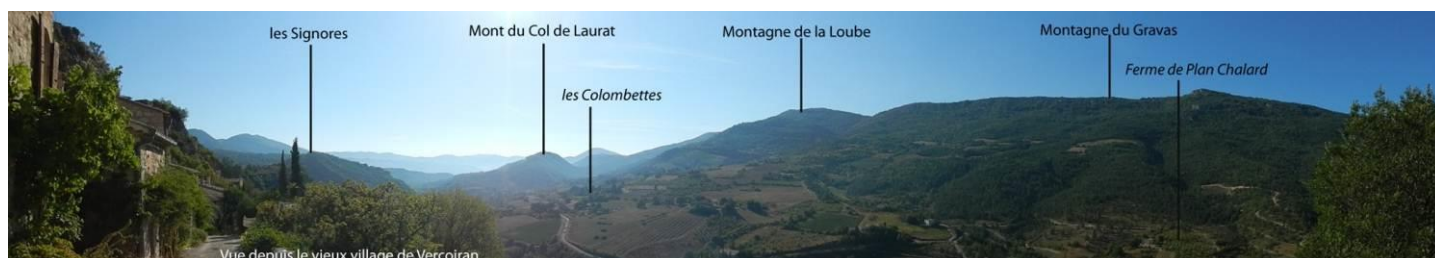 les Signores
Mont du Col de Laurat
Montagne de la Loube
Montagne du Gravas
Ferme de Plan Chalard
les Colombettes
Vue depuis le vieux village de Vercoiran